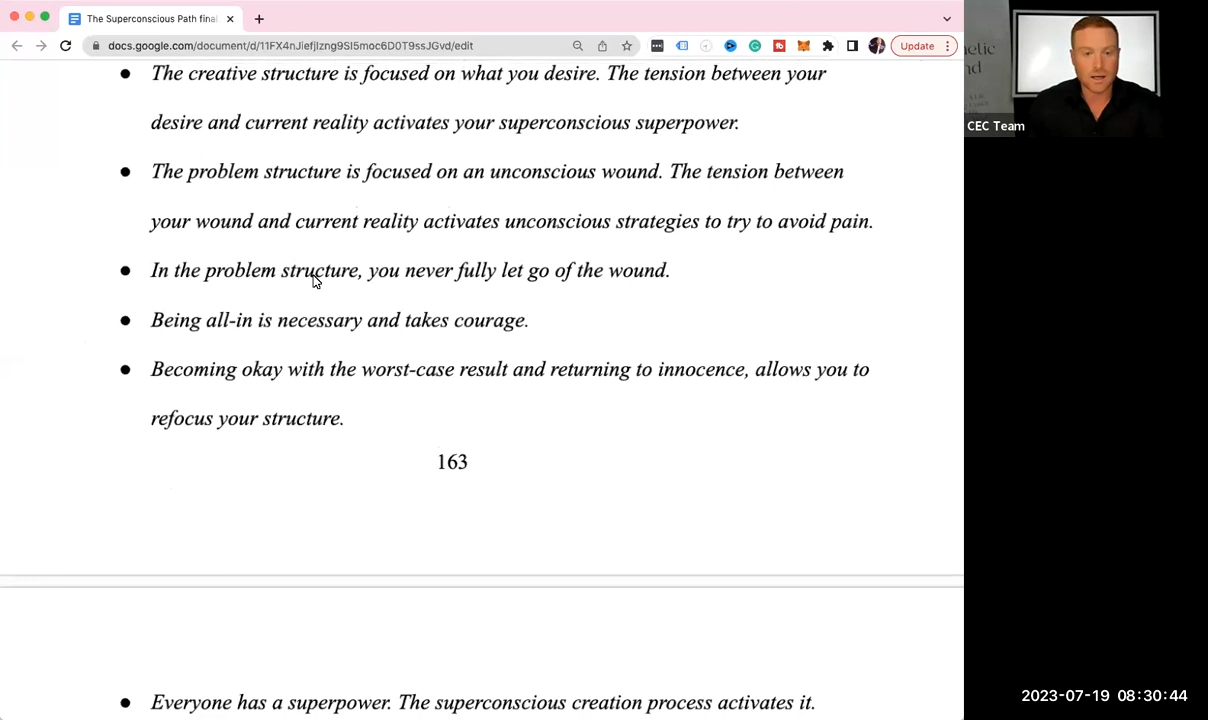 The Superconscious Path final
docs.google.com/document/d/11FX4nJiefjIzng9SI5moc6D0T9ssJGvd/edit
Update
The creative structure is focused on what you desire. The tension between your
desire and current reality activates your superconscious superpower.
The problem structure is focused on an unconscious wound. The tension between
your wound and current reality activates unconscious strategies to try to avoid pain.
In the problem structure, you never fully let go of the wound.
Being all-in is necessary and takes courage.
Becoming okay with the worst-case result and returning to innocence, allows you to
refocus your structure.
163
Everyone has a superpower. The superconscious creation process activates it.
CEC Team
2023-07-19 08:30:44